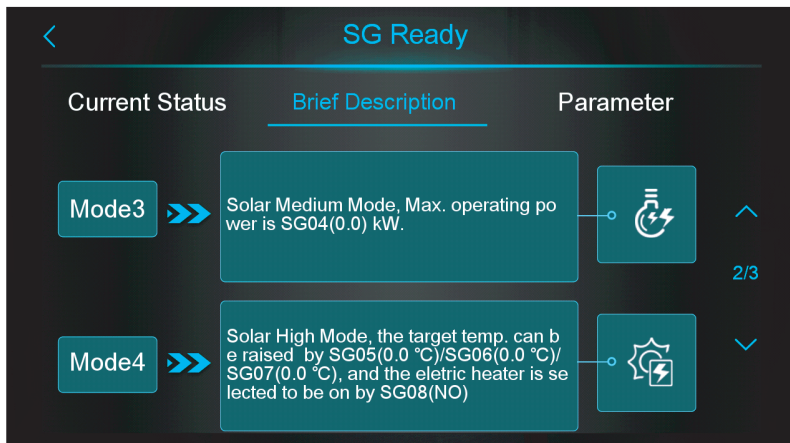 SG Ready
Current Status
Brief Description
Parameter
Mode3
Solar Medium Mode, Max. operating po
wer is SG04(0.0) kW.
2/3
Mode4
Solar High Mode, the target temp. can b
e raised  by SG05(0.0 ℃)/SG06(0.0 ℃)/
SG07(0.0 ℃), and the eletric heater is se
lected to be on by SG08(NO)